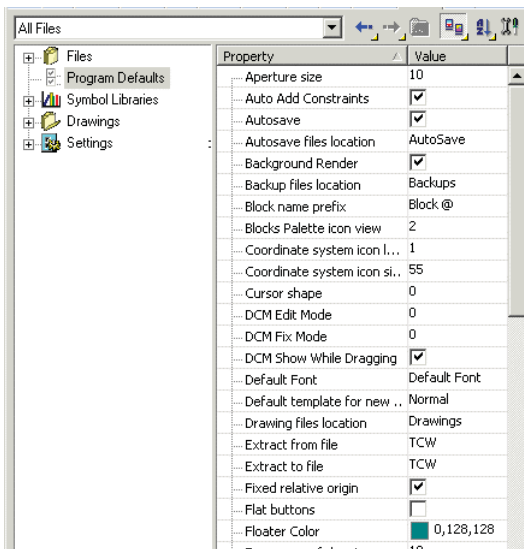 All Files
Files
Program Defaults
Symbol Libraries
Drawings
Settings :
Property Value
Aperture size 10
Auto Add Constraints
Autosave
Autosave files location AutoSave
Background Render
Backup files location Backups
Block name prefix Block @
Blocks Palette icon view 2
Coordinate system icon l... 1
Coordinate system icon si... 55
Cursor shape 0
DCM Edit Mode 0
DCM Fix Mode 0
DCM Show While Dragging
Default Font Default Font
Default template for new ... Normal
Drawing files location Drawings
Extract from file TCW
Extract to file TCW
Fixed relative origin
Flat buttons
Floater Color 0,128,128